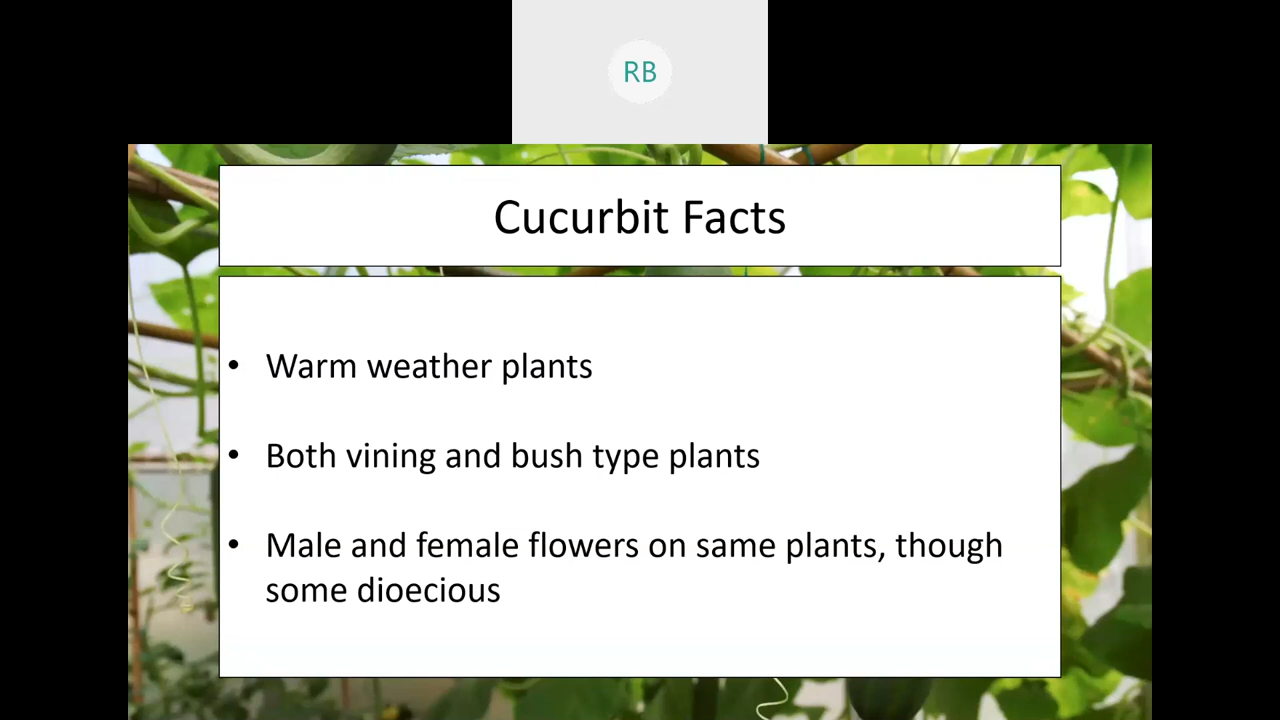 RB
Cucurbit Facts
• Warm weather plants
• Both vining and bush type plants
• Male and female flowers on same plants, though
some dioecious